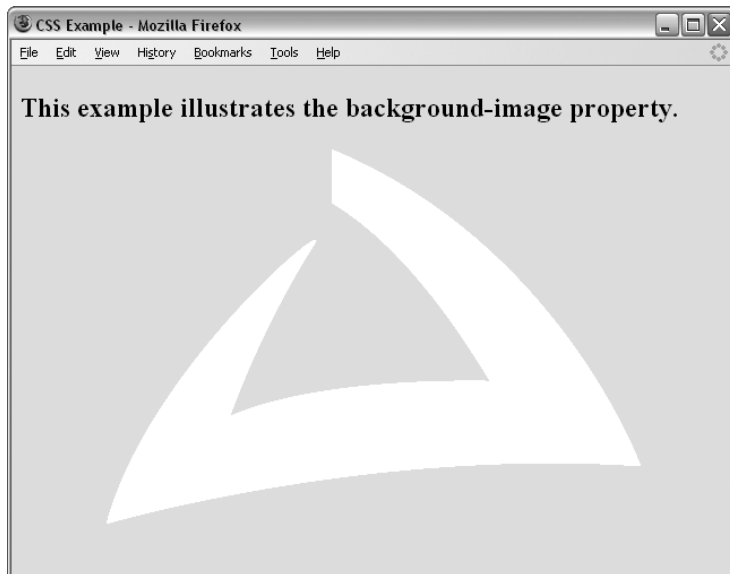 CSS Example - Mozilla Firefox
File Edit View History Bookmarks Tools Help
This example illustrates the background-image property.